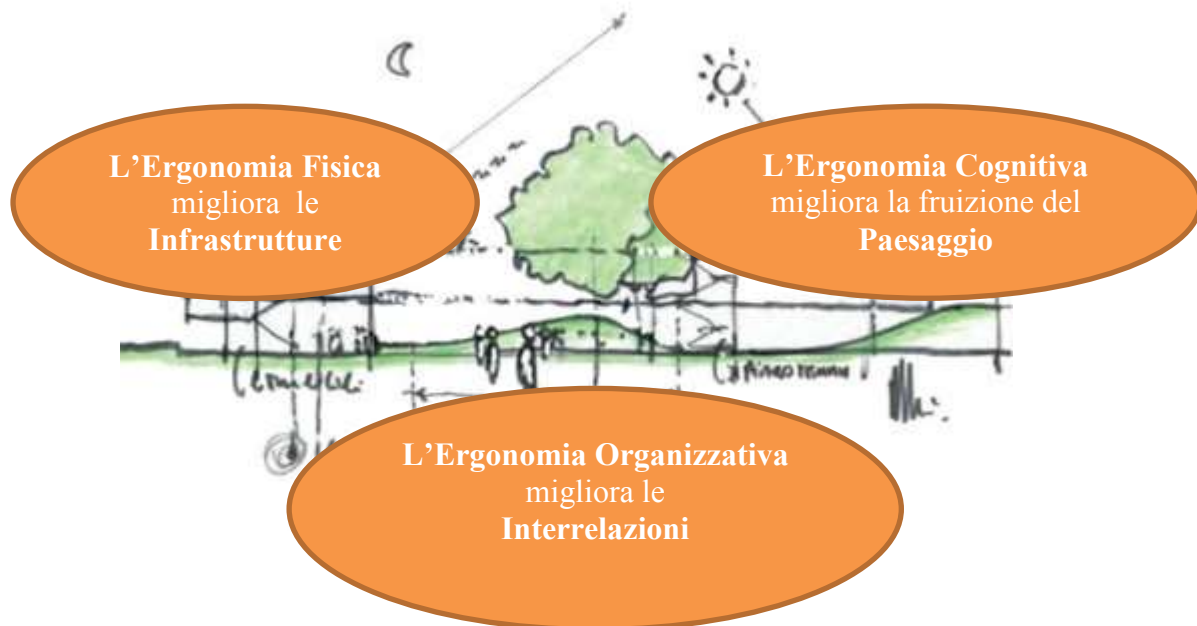 L’Ergonomia Fisica
migliora le
Infrastrutture
L’Ergonomia Cognitiva
migliora la fruizione del
Paesaggio
L’Ergonomia Organizzativa
migliora le
Interrelazioni